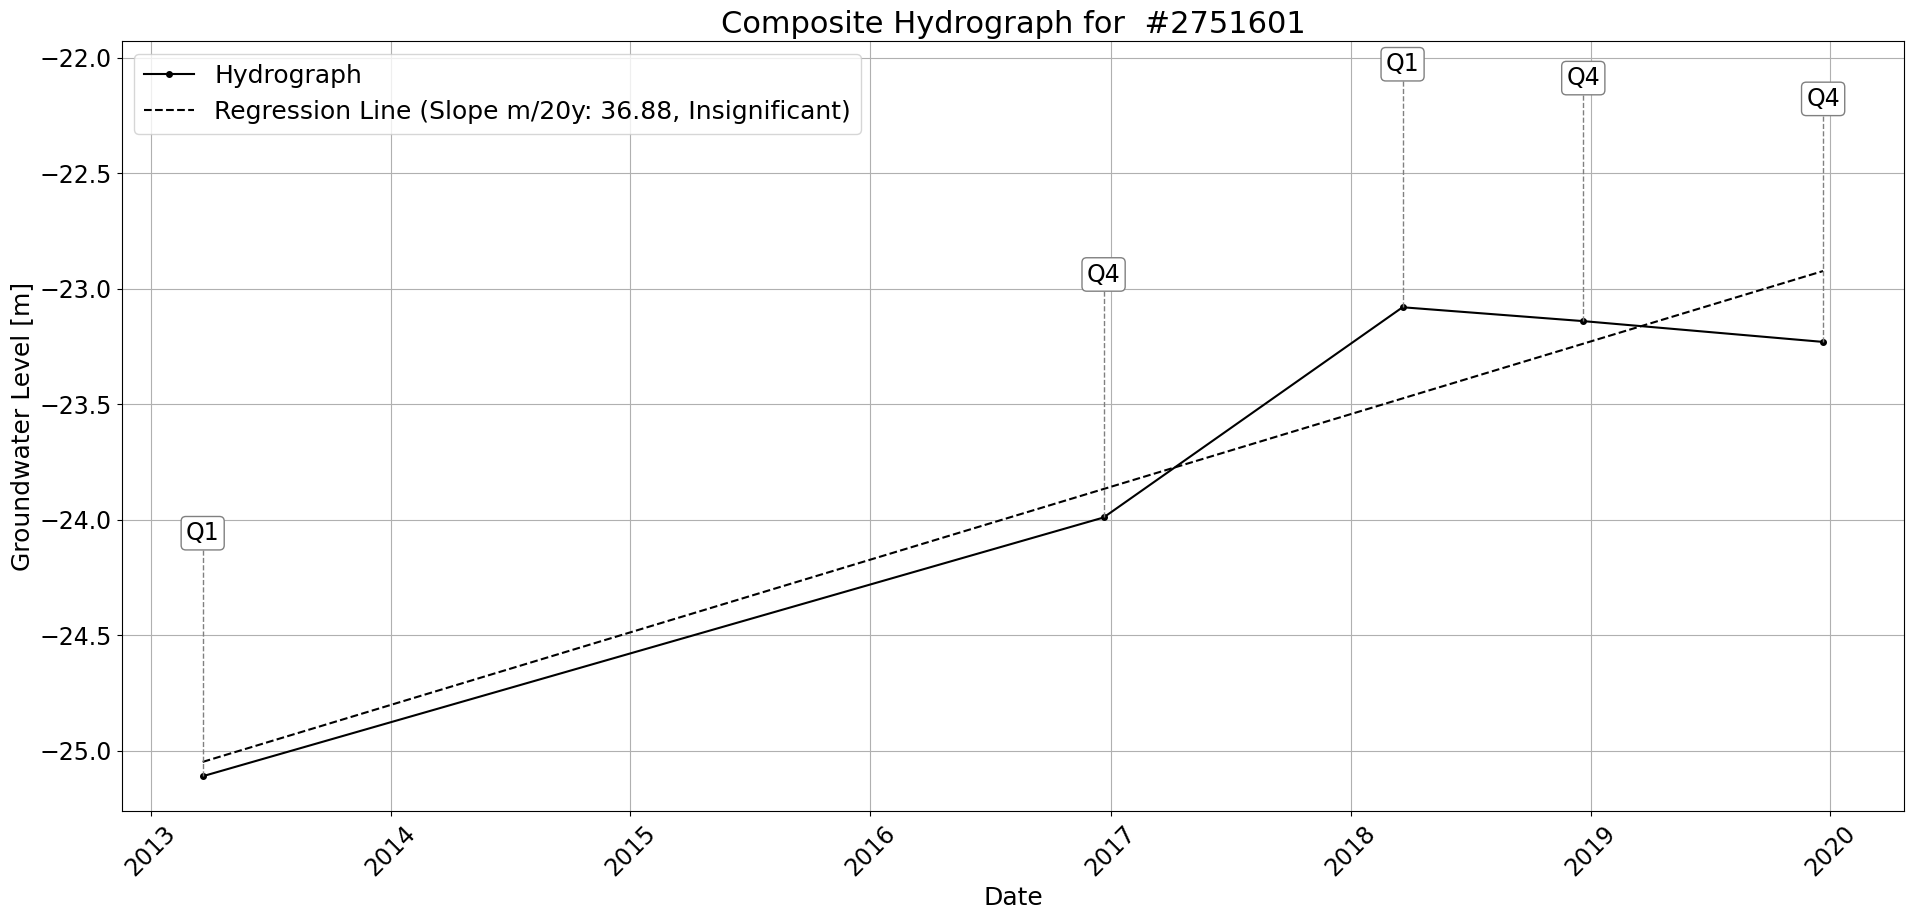 Composite Hydrograph for  #2751601
Hydrograph
Regression Line (Slope m/20y: 36.88, Insignificant)
Q1
Q4
Q4
Q4
Q1
−22.0
−22.5
−23.0
−23.5
−24.0
−24.5
−25.0
Groundwater Level [m]
2013
2014
2015
2016
2017
2018
2019
2020
Date